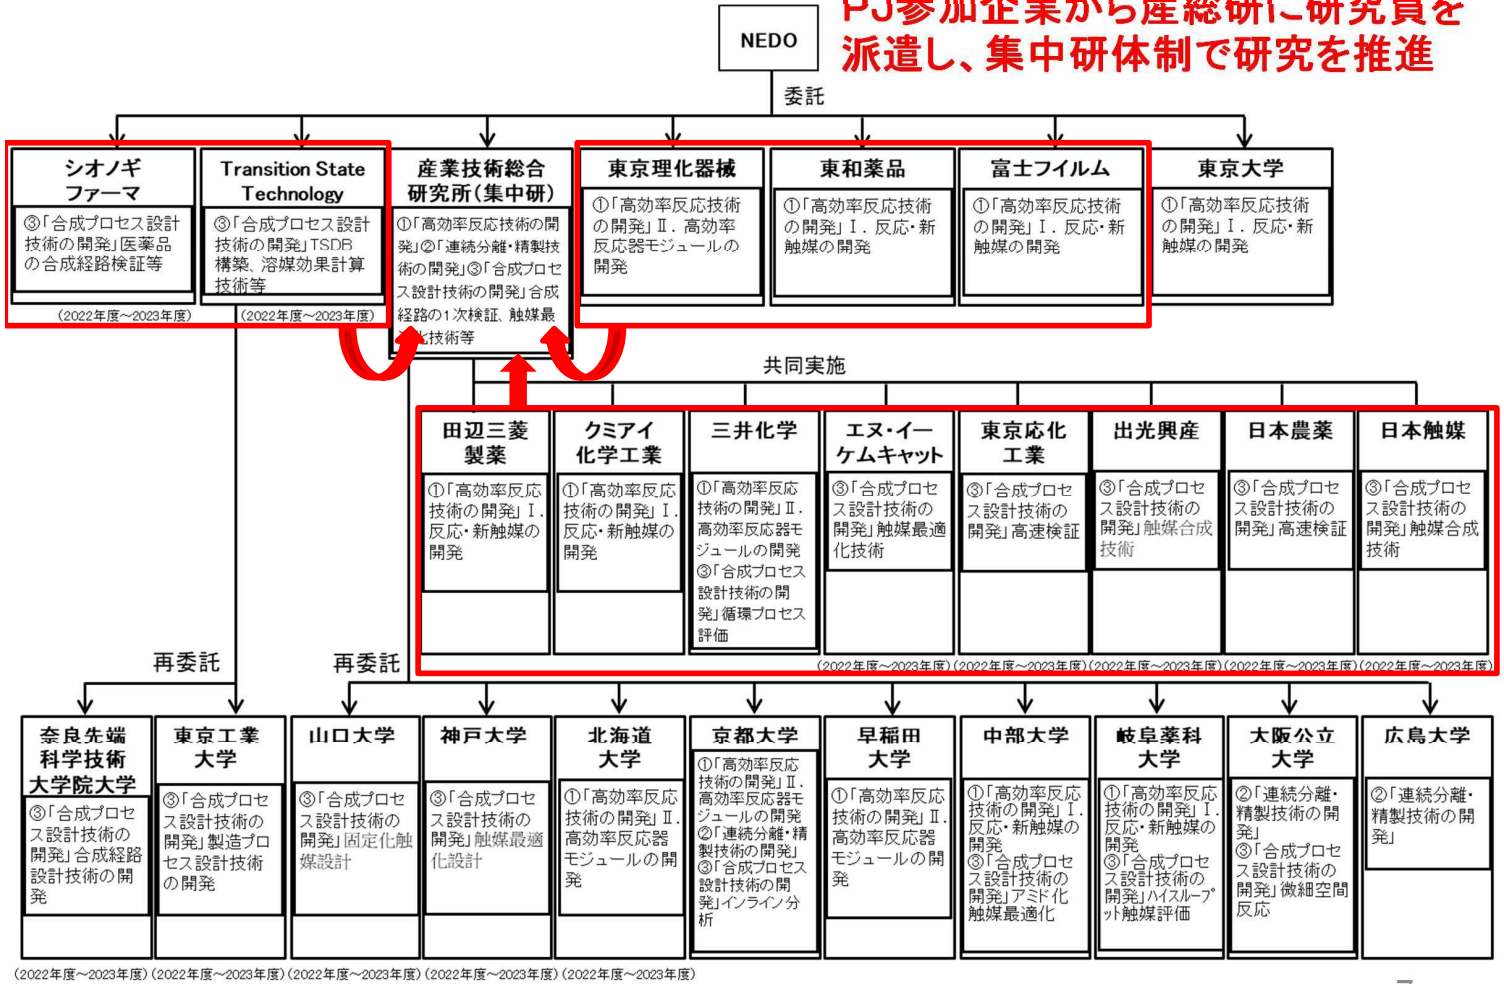 PJ参加企業から産総研に研究員を
派遣し、集中研体制で研究を推進
NEDO
委託
シオノギ
ファーマ
③「合成プロセス設計
技術の開発」医薬品
の合成経路検証等
(2022年度～2023年度)
Transition State
Technology
③「合成プロセス設計
技術の開発」TSDB
構築、溶媒効果計算
技術等
(2022年度～2023年度)
産業技術総合
研究所(集中研)
①「高効率反応技術の開
発」②「連続分離・精製技
術の開発」③「合成プロセ
ス設計技術の開発」合成
経路の1次検証、触媒最
化技術等
東京理化器械
①「高効率反応技術
の開発」Ⅱ．高効率
反応器モジュールの
開発
東和薬品
①「高効率反応技術
の開発」Ⅰ．反応・新
触媒の開発
富士フイルム
①「高効率反応技術
の開発」Ⅰ．反応・新
触媒の開発
東京大学
①「高効率反応技術
の開発」Ⅰ．反応・新
触媒の開発
共同実施
田辺三菱
製薬
①「高効率反応
技術の開発」Ⅰ．
反応・新触媒の
開発
クミアイ
化学工業
①「高効率反応
技術の開発」Ⅰ．
反応・新触媒の
開発
三井化学
①「高効率反応
技術の開発」Ⅱ．
高効率反応器モ
ジュールの開発
③「合成プロセス
設計技術の開
発」循環プロセス
評価
エヌ・イー
ケムキャット
③「合成プロセ
ス設計技術の
開発」触媒最適
化技術
(2022年度～2023年度)
東京応化
工業
③「合成プロセ
ス設計技術の
開発」高速検証
(2022年度～2023年度)
出光興産
③「合成プロセ
ス設計技術の
開発」触媒合成
技術
(2022年度～2023年度)
日本農薬
③「合成プロセ
ス設計技術の
開発」高速検証
(2022年度～2023年度)
日本触媒
③「合成プロセ
ス設計技術の
開発」触媒合成
技術
(2022年度～2023年度)
再委託
再委託
奈良先端
科学技術
大学院大学
③「合成プロセ
ス設計技術の
開発」合成経路
設計技術の開
発
(2022年度～2023年度)
東京工業
大学
③「合成プロセ
ス設計技術の
開発」製造プロ
セス設計技術
の開発
(2022年度～2023年度)
山口大学
③「合成プロセ
ス設計技術の
開発」固定化触
媒設計
(2022年度～2023年度)
神戸大学
③「合成プロセ
ス設計技術の
開発」触媒最適
化設計
(2022年度～2023年度)
北海道
大学
①「高効率反応
技術の開発」Ⅱ．
高効率反応器
モジュールの開
発
(2022年度～2023年度)
京都大学
①「高効率反応
技術の開発」Ⅱ．
高効率反応器モ
ジュールの開発
②「連続分離・精
製技術の開発」
③「合成プロセス
設計技術の開
発」インライン分
析
早稲田
大学
①「高効率反応
技術の開発」Ⅱ．
高効率反応器
モジュールの開
発
中部大学
①「高効率反応
技術の開発」Ⅰ．
反応・新触媒の
開発
③「合成プロセ
ス設計技術の
開発」アミド化
触媒最適化
岐阜薬科
大学
①「高効率反応
技術の開発」Ⅰ．
反応・新触媒の
開発
③「合成プロセ
ス設計技術の
開発」ハイスループ
ット触媒評価
大阪公立
大学
②「連続分離・
精製技術の開
発」
③「合成プロセ
ス設計技術の
開発」微細空間
反応
広島大学
②「連続分離・
精製技術の開
発」